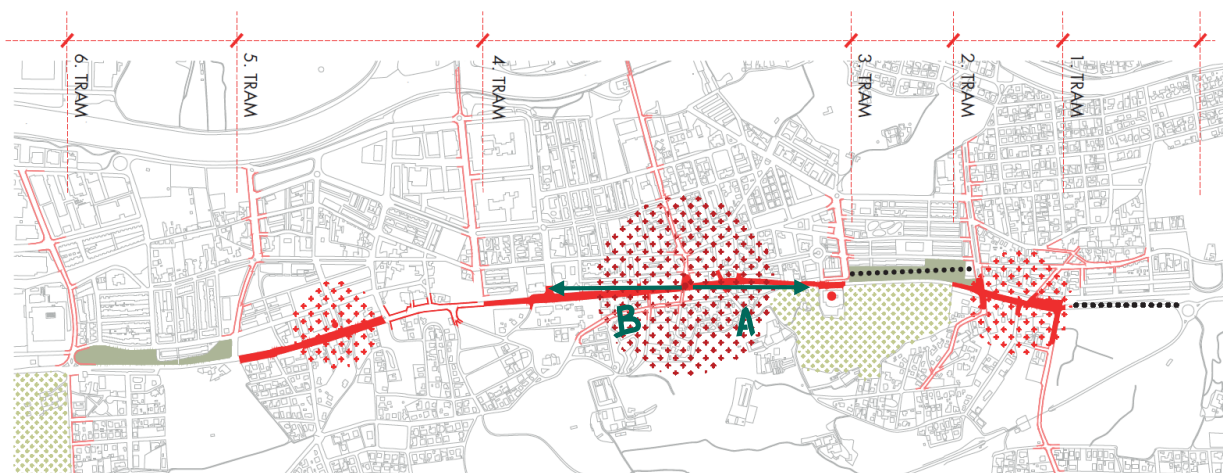 6. TRAM
5. TRAM
4. TRAM
3. TRAM
2. TRAM
1. TRAM
B
A